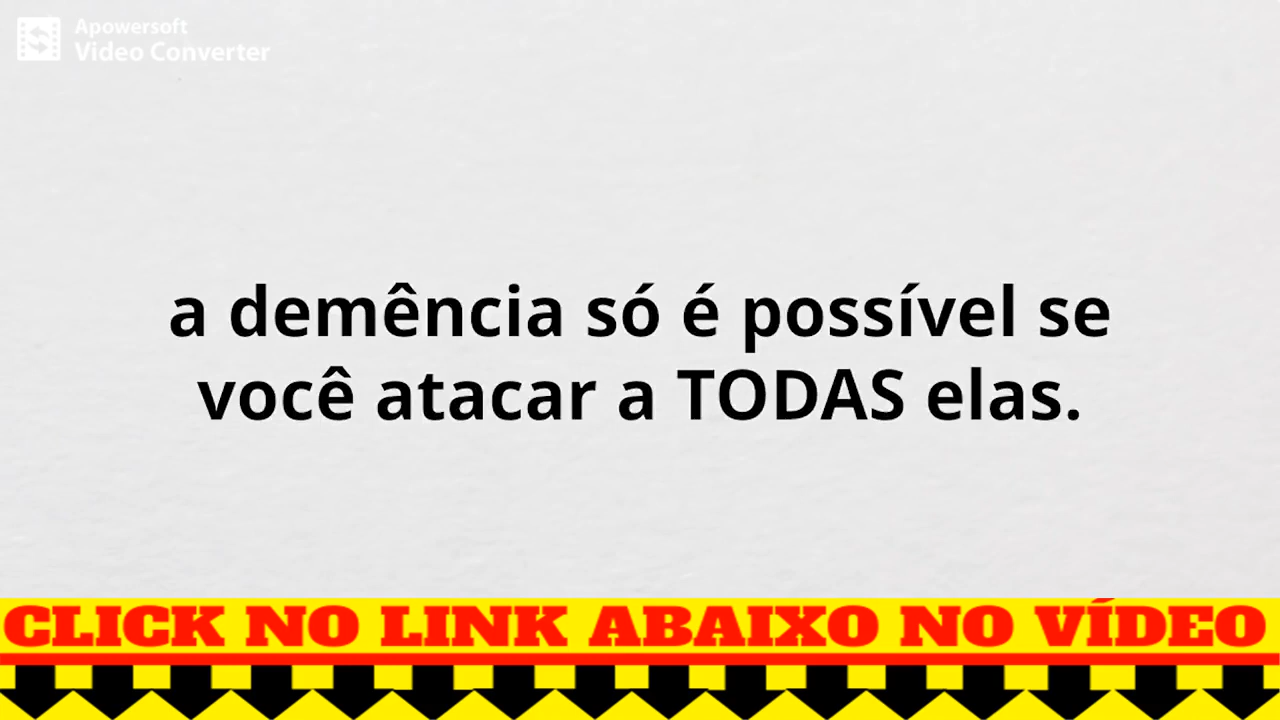 Apowersoft
Video Converter
a demência só é possível se
você atacar a TODAS elas.
CLICK NO LINK ABAIXO NO VÍDEO